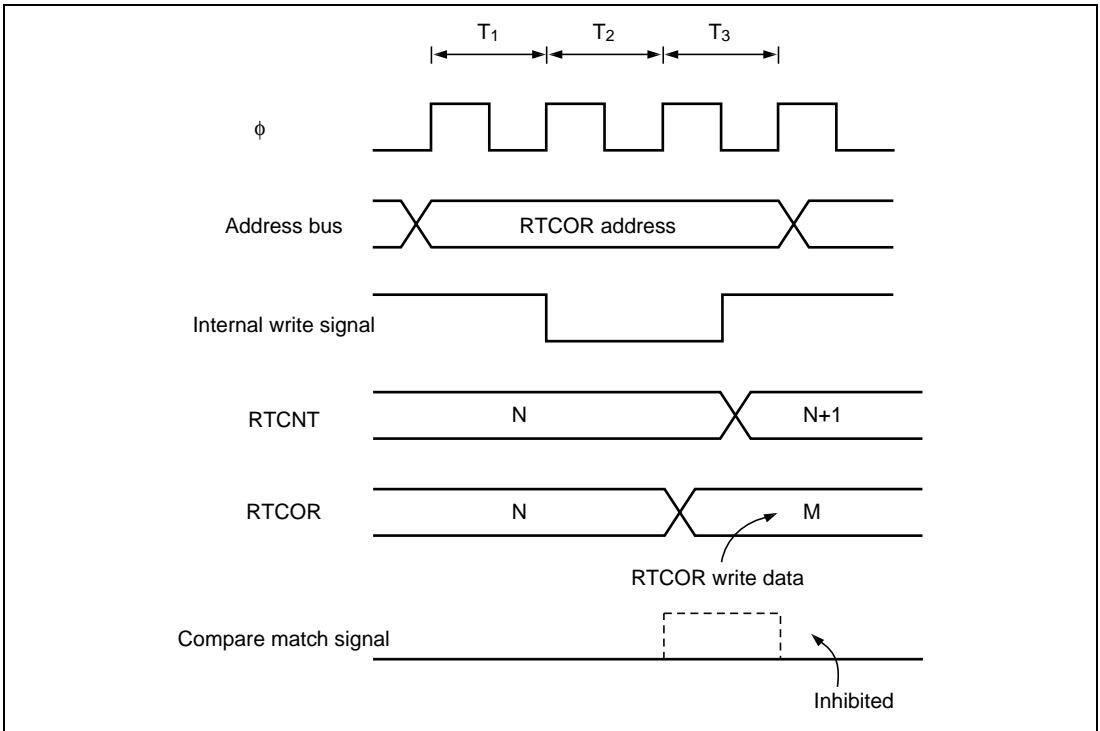 T1 T2 T3
ϕ
Address bus RTCOR address
Internal write signal
RTCNT N N+1
RTCOR N M
RTCOR write data
Compare match signal
Inhibited